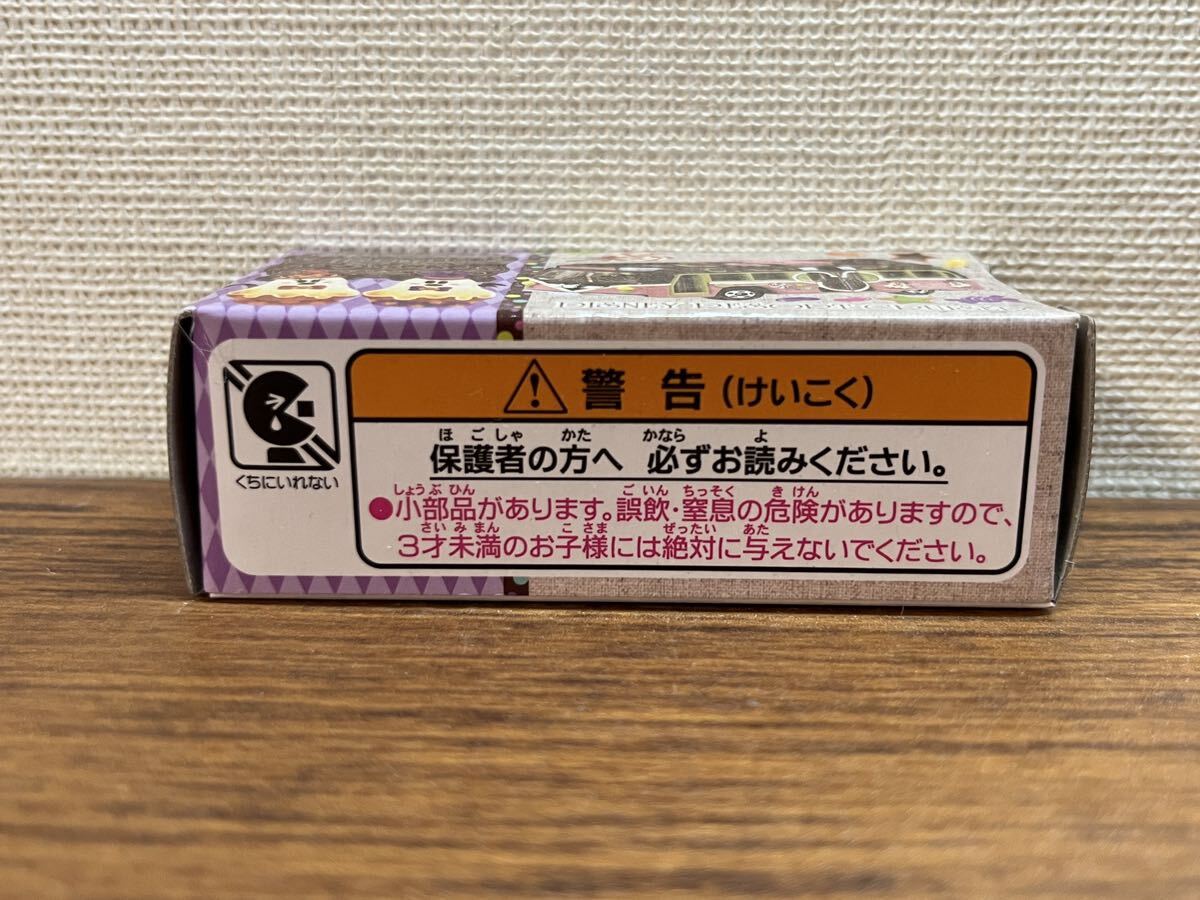 警告(けいこく)
くちにいれない
ほごしゃ かた かなら よ
保護者の方へ 必ずお読みください。
しょうぶひん ごいん ちっそく きけん
●小部品があります。誤飲・窒息の危険がありますので、
さいみまん こさま ぜったい あた
3才未満のお子様には絶対に与えないでください。